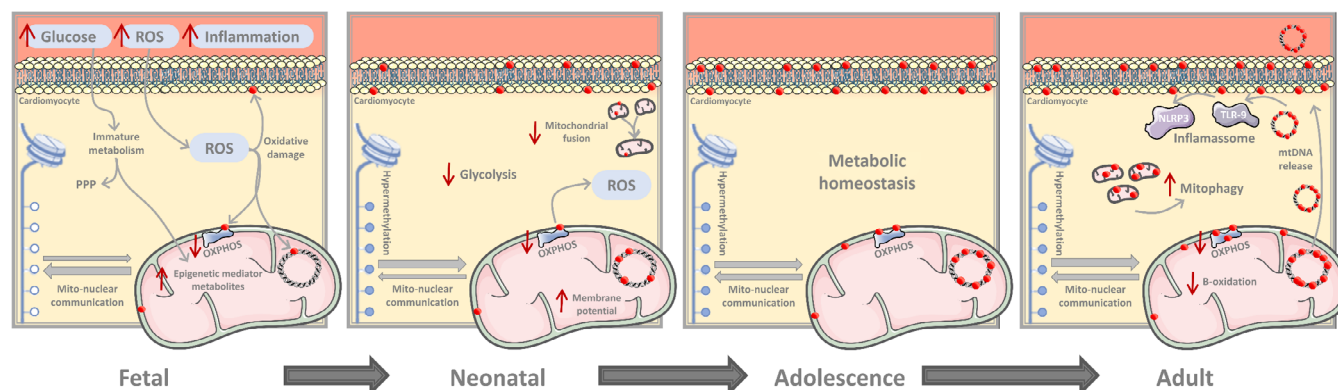 Glucose
ROS
Inflammation
Cardiomyocyte
Immature
metabolism
ROS
Oxidative
damage
PPP
OXPHOS
Epigenetic mediator
metabolites
Mito-nuclear
communication
Fetal
Cardiomyocyte
Mitochondrial
fusion
Glycolysis
ROS
Hypermethylation
OXPHOS
Membrane
potential
Mito-nuclear
communication
Neonatal
Cardiomyocyte
Metabolic
homeostasis
Hypermethylation
OXPHOS
Mito-nuclear
communication
Adolescence
Cardiomyocyte
NLRP3
TLR-9
Inflamassome
mtDNA
release
Mitophagy
Hypermethylation
OXPHOS
B-oxidation
Mito-nuclear
communication
Adult